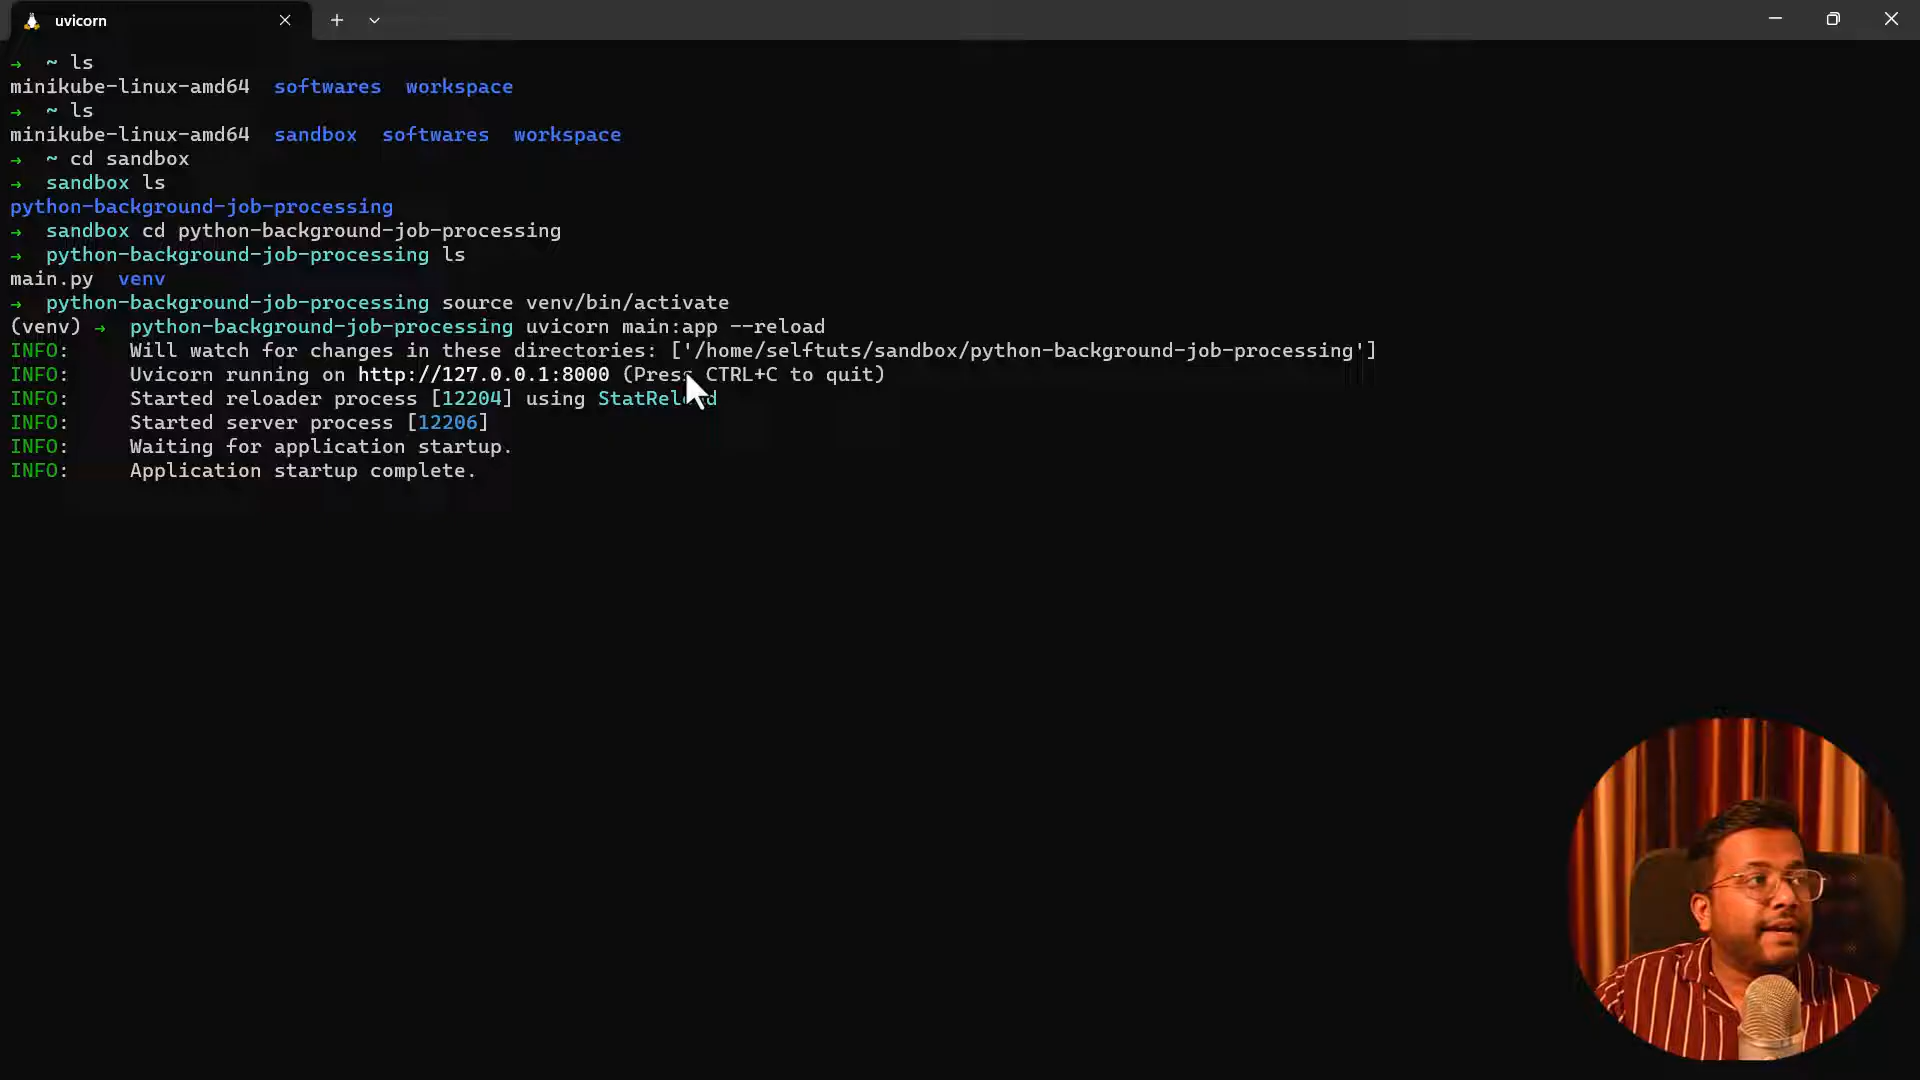 uvicorn
→ ~ ls
minikube-linux-amd64 softwares workspace
→ ~ ls
minikube-linux-amd64 sandbox softwares workspace
→ ~ cd sandbox
→ sandbox ls
python-background-job-processing
→ sandbox cd python-background-job-processing
→ python-background-job-processing ls
main.py venv
→ python-background-job-processing source venv/bin/activate
(venv) → python-background-job-processing uvicorn main:app --reload
INFO: Will watch for changes in these directories: ['/home/selftuts/sandbox/python-background-job-processing']
INFO: Uvicorn running on http://127.0.0.1:8000 (Press CTRL+C to quit)
INFO: Started reloader process [12204] using StatReload
INFO: Started server process [12206]
INFO: Waiting for application startup.
INFO: Application startup complete.